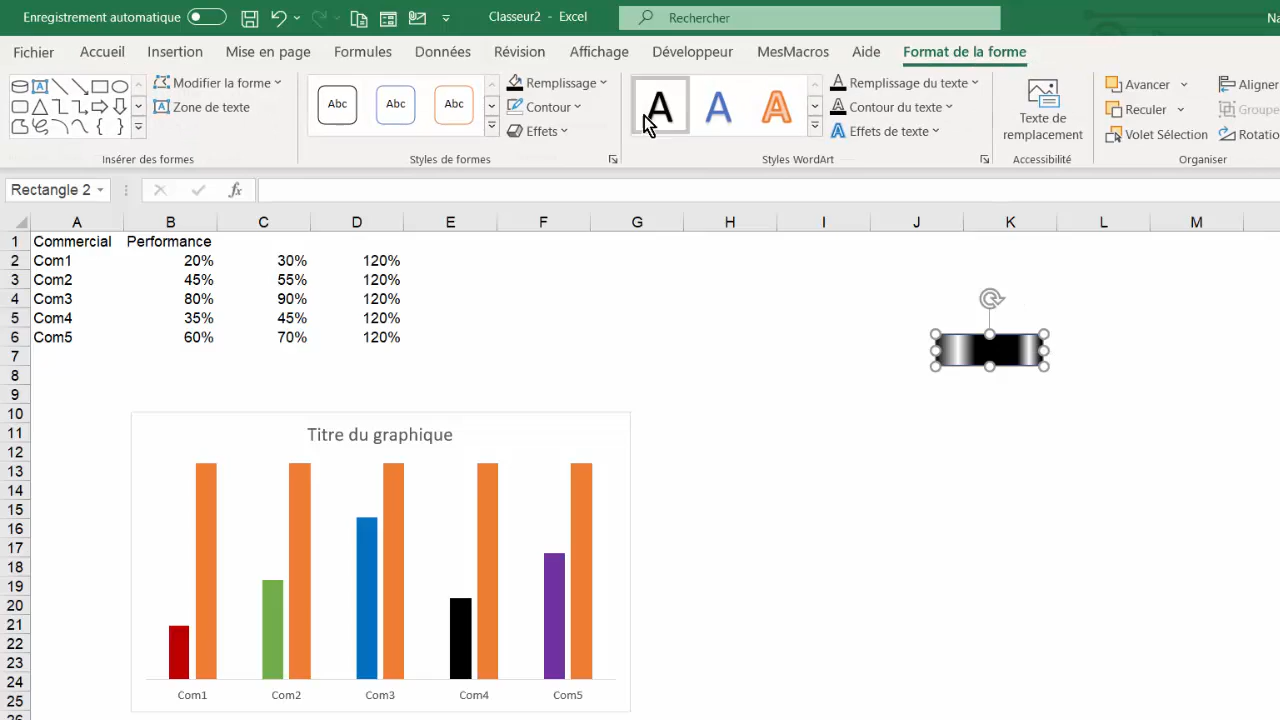 Enregistrement automatique Classeur2 - Excel Rechercher Na
Fichier Accueil Insertion Mise en page Formules Données Révision Affichage Développeur MesMacros Aide Format de la forme
Modifier la forme Abc Abc Abc Remplissage A A A Remplissage du texte Avancer Aligner
Zone de texte Contour Contour du texte Texte de remplacement Reculer Groupe
Effets Effets de texte Volet Sélection Rotatio
Insérer des formes Styles de formes Styles WordArt Accessibilité Organiser
Rectangle 2 fx
A B C D E F G H I J K L M
1 Commercial Performance
2 Com1 20% 30% 120%
3 Com2 45% 55% 120%
4 Com3 80% 90% 120%
5 Com4 35% 45% 120%
6 Com5 60% 70% 120%
7
8
9
10
11 Titre du graphique
12
13
14
15
16
17
18
19
20
21
22
23
24
25 Com1 Com2 Com3 Com4 Com5